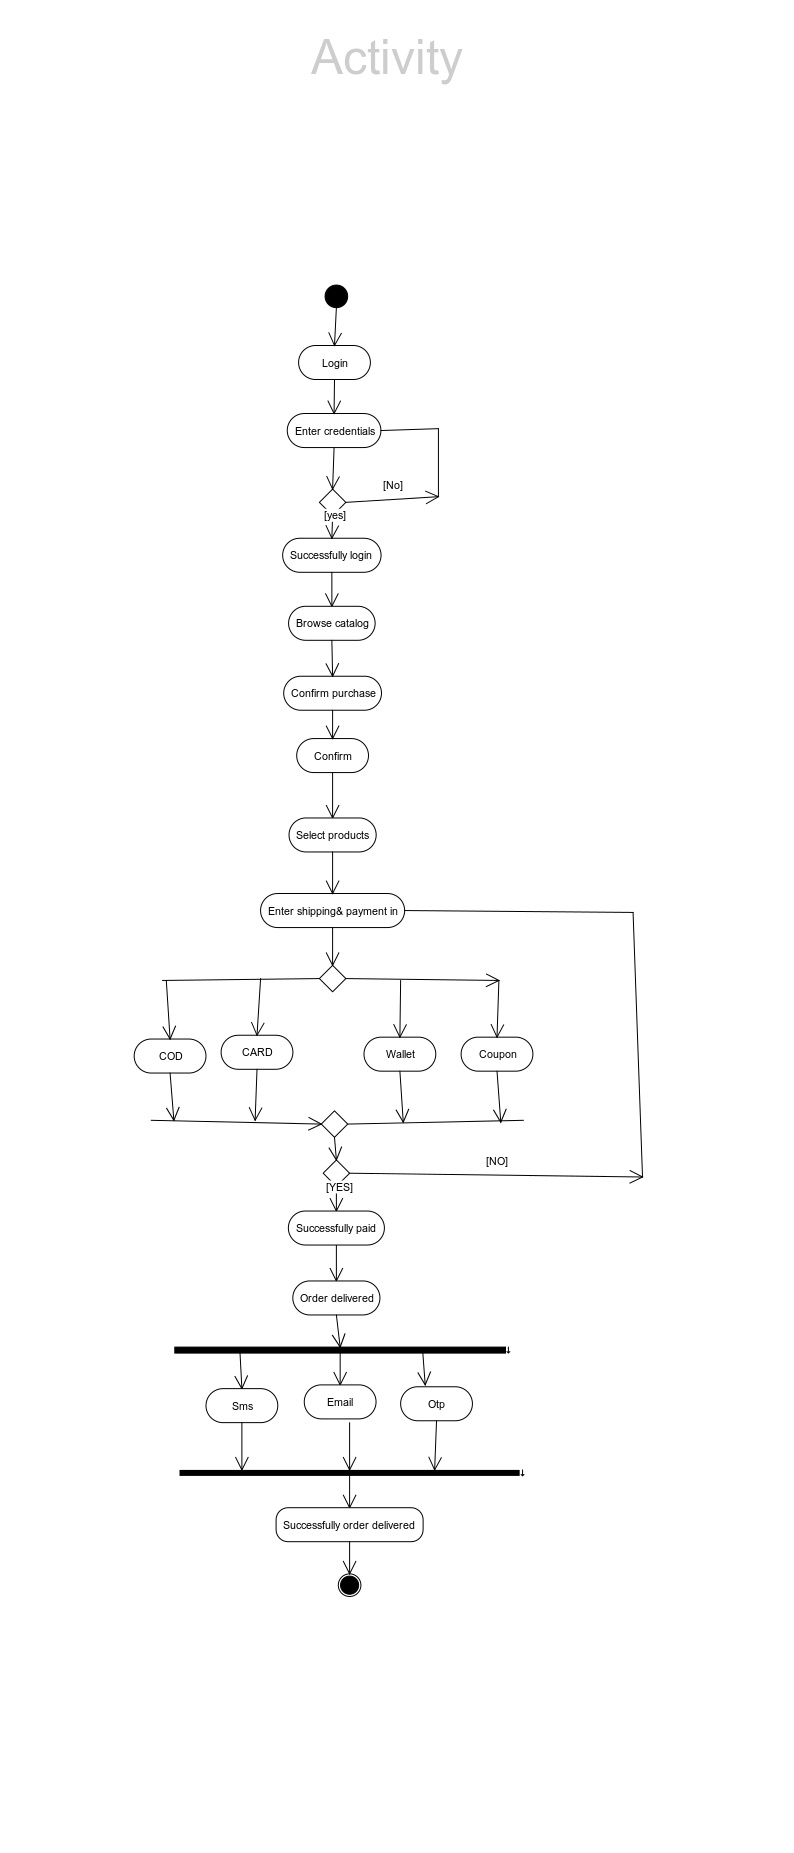 Activity
Login
Enter credentials
[No]
[yes]
Successfully login
Browse catalog
Confirm purchase
Confirm
Select products
Enter shipping& payment in
COD
CARD
Wallet
Coupon
[NO]
[YES]
Successfully paid
Order delivered
Sms
Email
Otp
Successfully order delivered